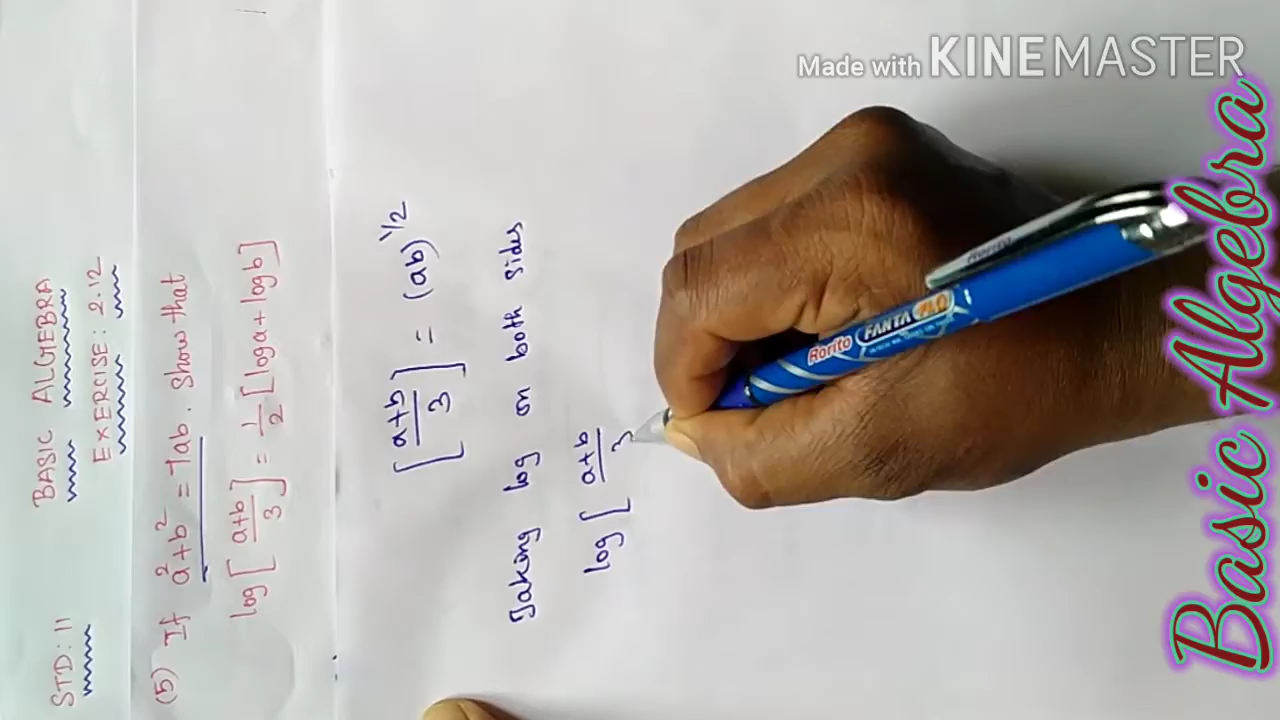 STD: 11 BASIC ALGEBRA
EXERCISE: 2.12
(5) If a²+b² = 7ab. Show that
log[(a+b)/3] = 1/2 [log a + log b]
[(a+b)/3] = (ab)^1/2
Taking log on both sides
log[(a+b)/3
Made with KINEMASTER
Rorito FANTA
Basic Algebra